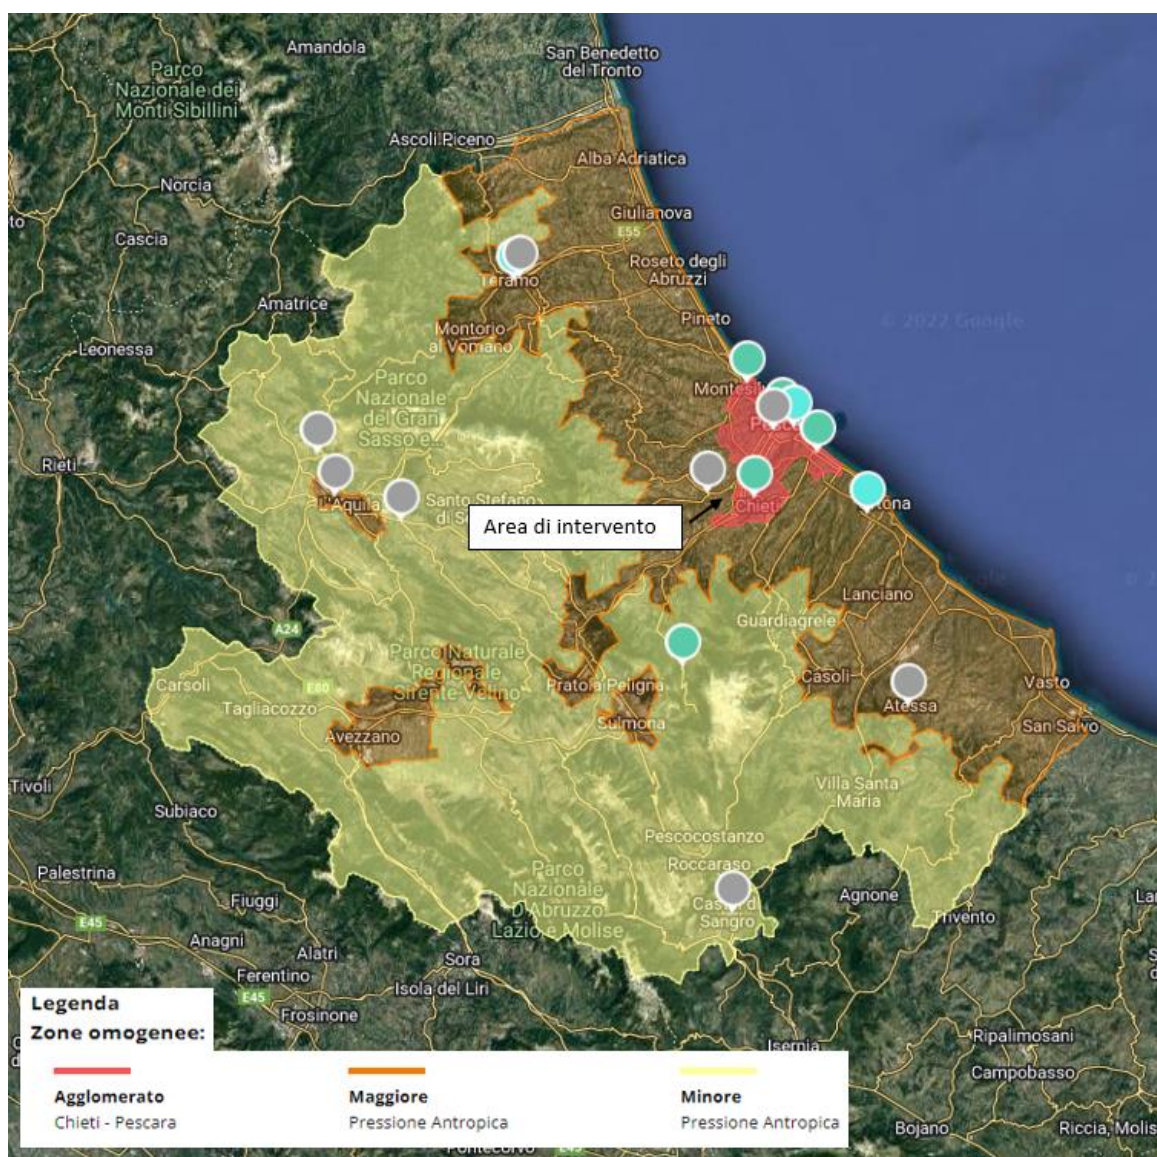 Amandola
San Benedetto
del Tronto
Parco
Nazionale dei
Monti Sibillini
Ascoli Piceno
Alba Adriatica
Norcia
Giulianova
Cascia
E55
Roseto degli
Abruzzi
Teramo
Amatrice
Pineto
© 2022 Google
Montorio
al Vomano
Leonessa
Parco
Nazionale
del Gran
Sasso e...
Rieti
L'Aquila
Santo Stefano
Chieti
Area di intervento
Lanciano
Guardiagrele
A24
Parco Naturale
Regionale
Sirente Velino
Carsoli
E80
Pratola Peligna
Casoli
Vasto
Tagliacozzo
Atessa
Sulmona
San Salvo
Avezzano
Tivoli
Villa Santa
Maria
Subiaco
Pescocostanzo
Roccaraso
Palestrina
Parco
Nazionale
D'Abruzzo
Lazio e Molise
Castel di
Sangro
Agnone
Fiuggi
E45
Trivento
Anagni
Alatri
Sora
Ferentino
Isola del Liri
E45
Frosinone
Legenda
Zone omogenee:
Isernia
Ripalimosani
Campobasso
Agglomerato
Chieti - Pescara
Maggiore
Pressione Antropica
Minore
Pressione Antropica
Bojano
Riccia, Molis
Pontecorvo
E45